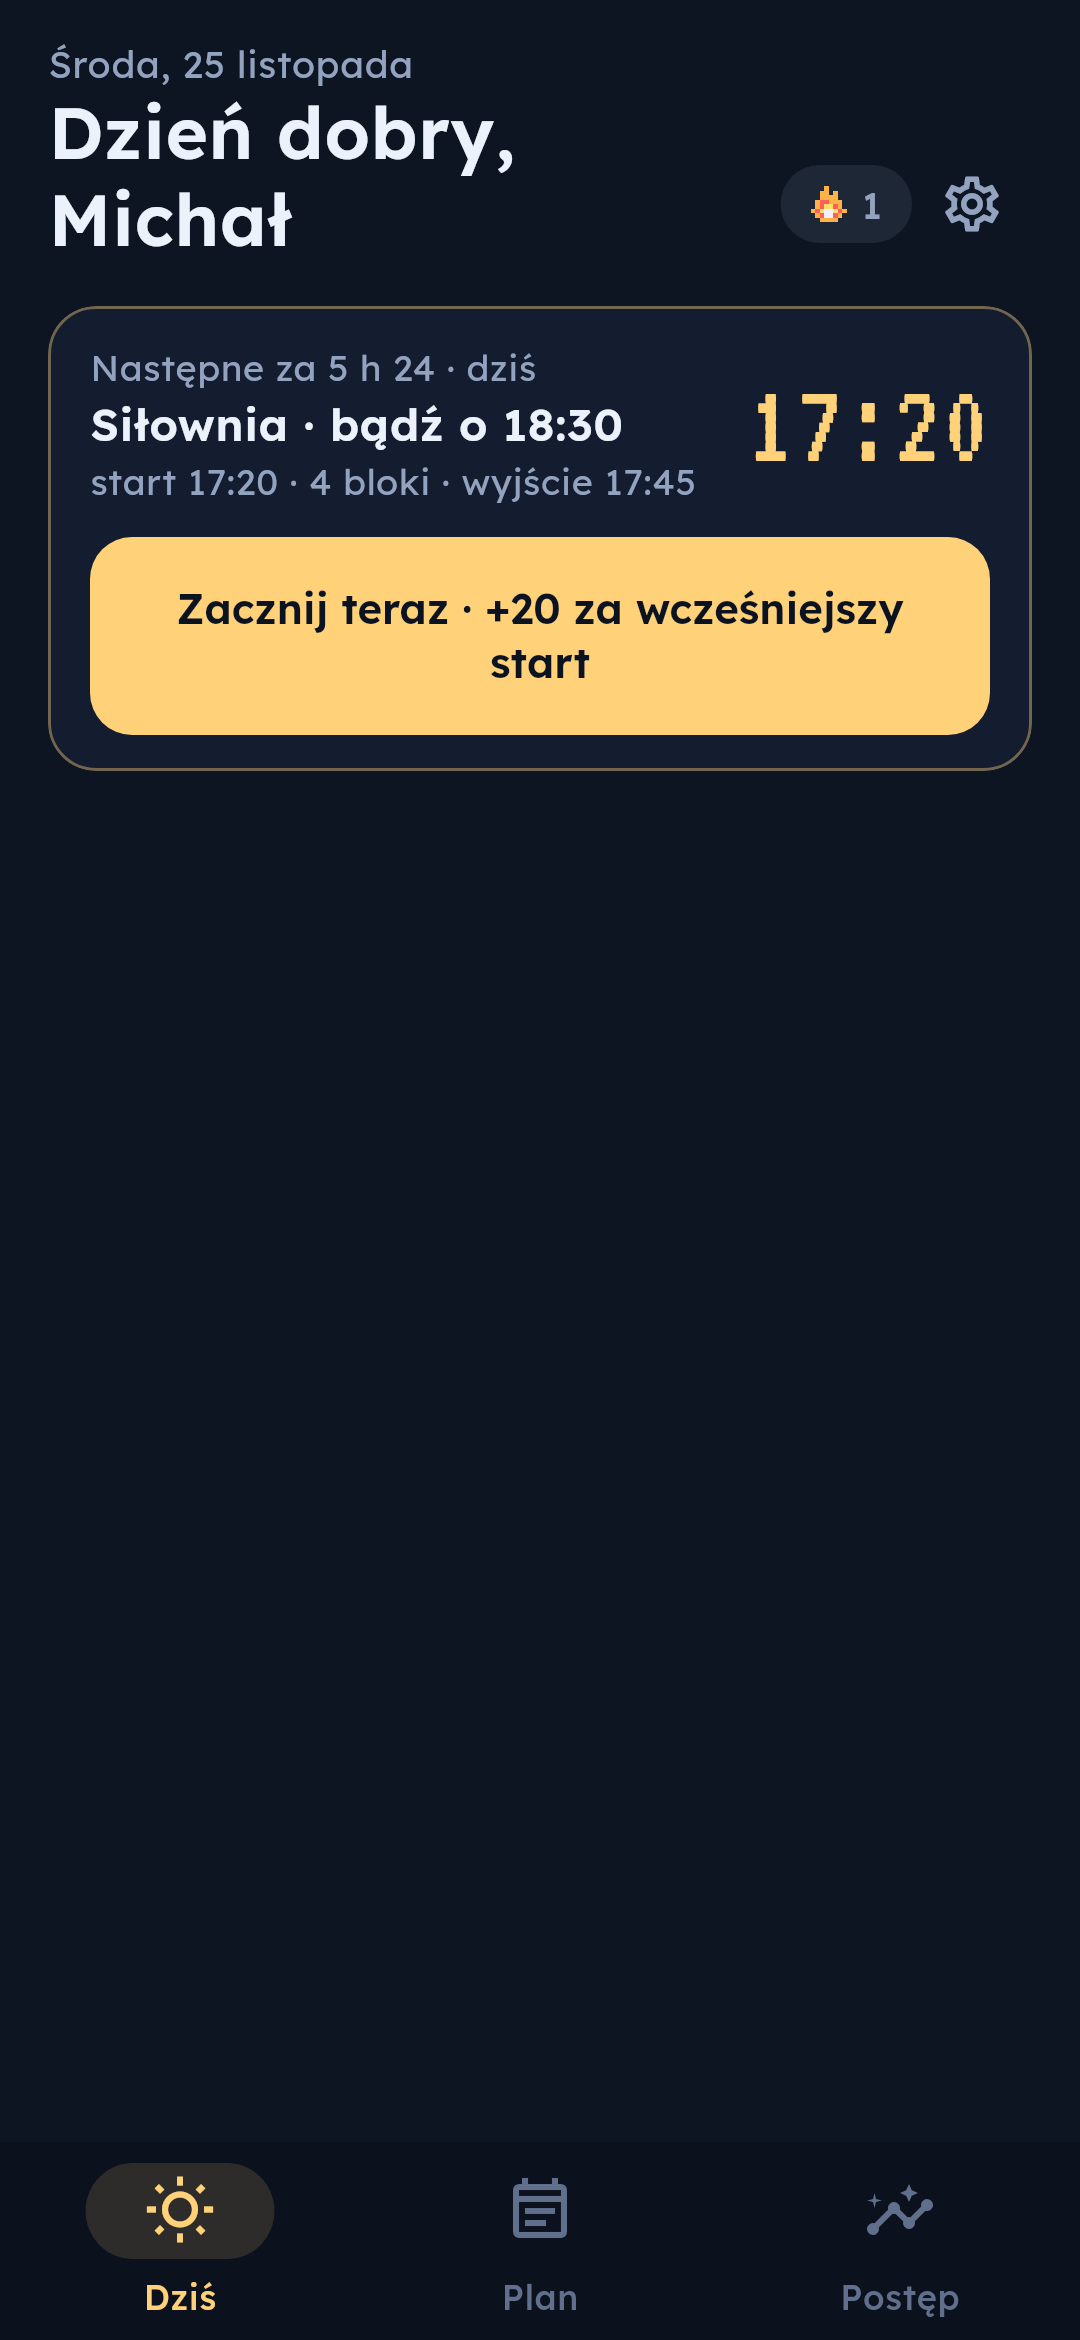 Środa, 25 listopada
Dzień dobry,
Michał
1
Następne za 5 h 24 · dziś
Siłownia · bądź o 18:30
start 17:20 · 4 bloki · wyjście 17:45
17:20
Zacznij teraz · +20 za wcześniejszy
start
Dziś
Plan
Postęp